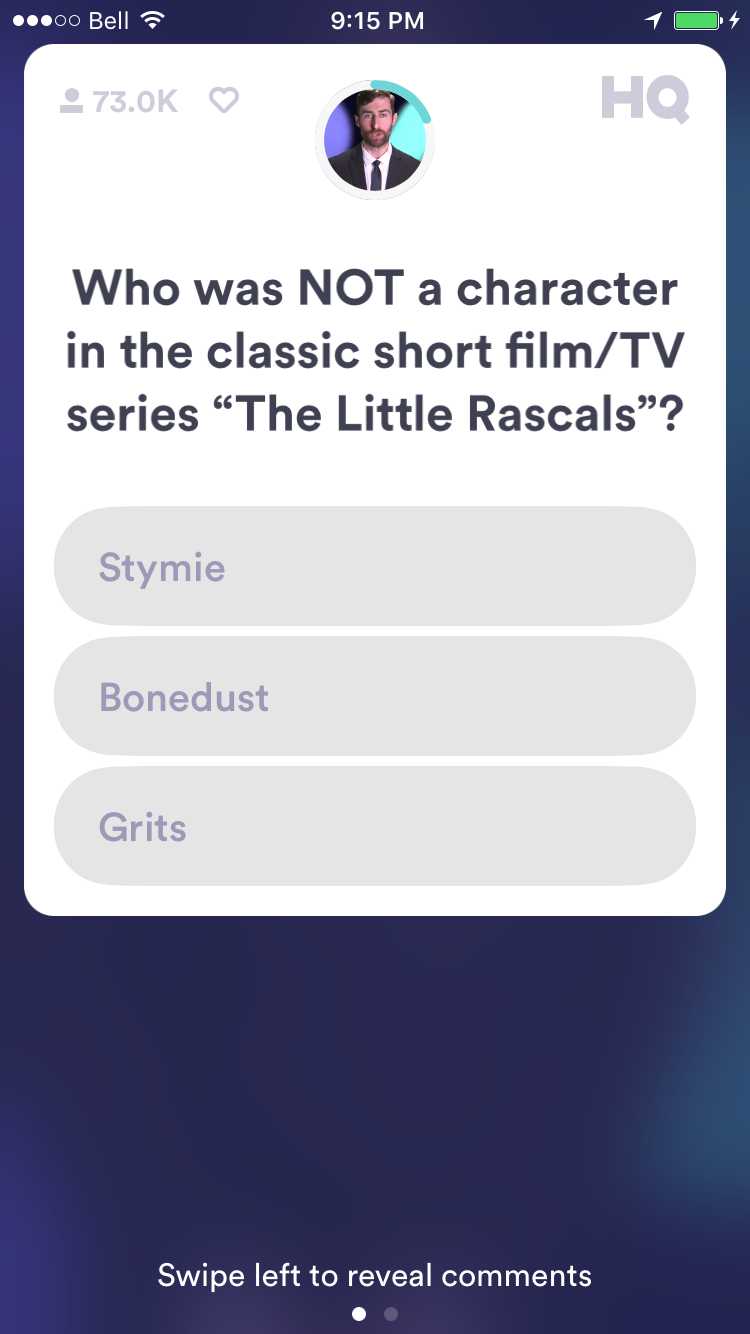 Bell 9:15 PM
73.0K HQ
Who was NOT a character
in the classic short film/TV
series “The Little Rascals”?
Stymie
Bonedust
Grits
Swipe left to reveal comments